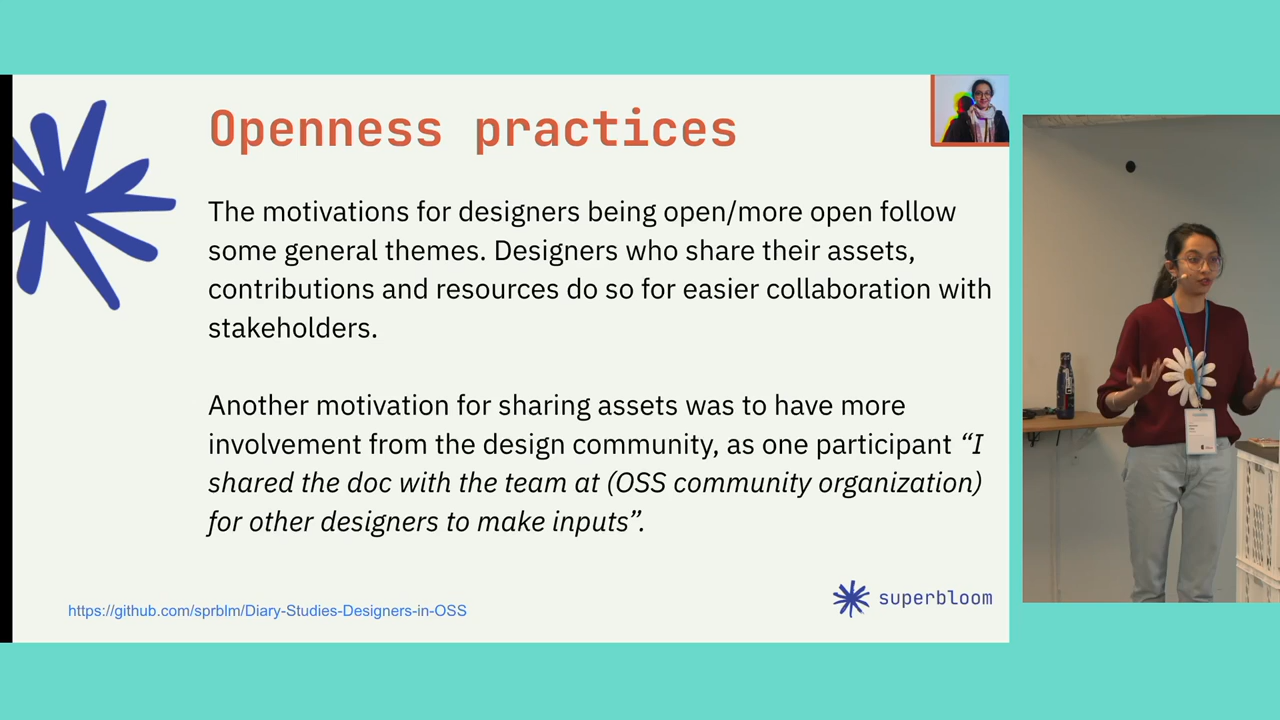 Openness practices
The motivations for designers being open/more open follow
some general themes. Designers who share their assets,
contributions and resources do so for easier collaboration with
stakeholders.
Another motivation for sharing assets was to have more
involvement from the design community, as one participant “I
shared the doc with the team at (OSS community organization)
for other designers to make inputs”.
https://github.com/sprblm/Diary-Studies-Designers-in-OSS
superbloom